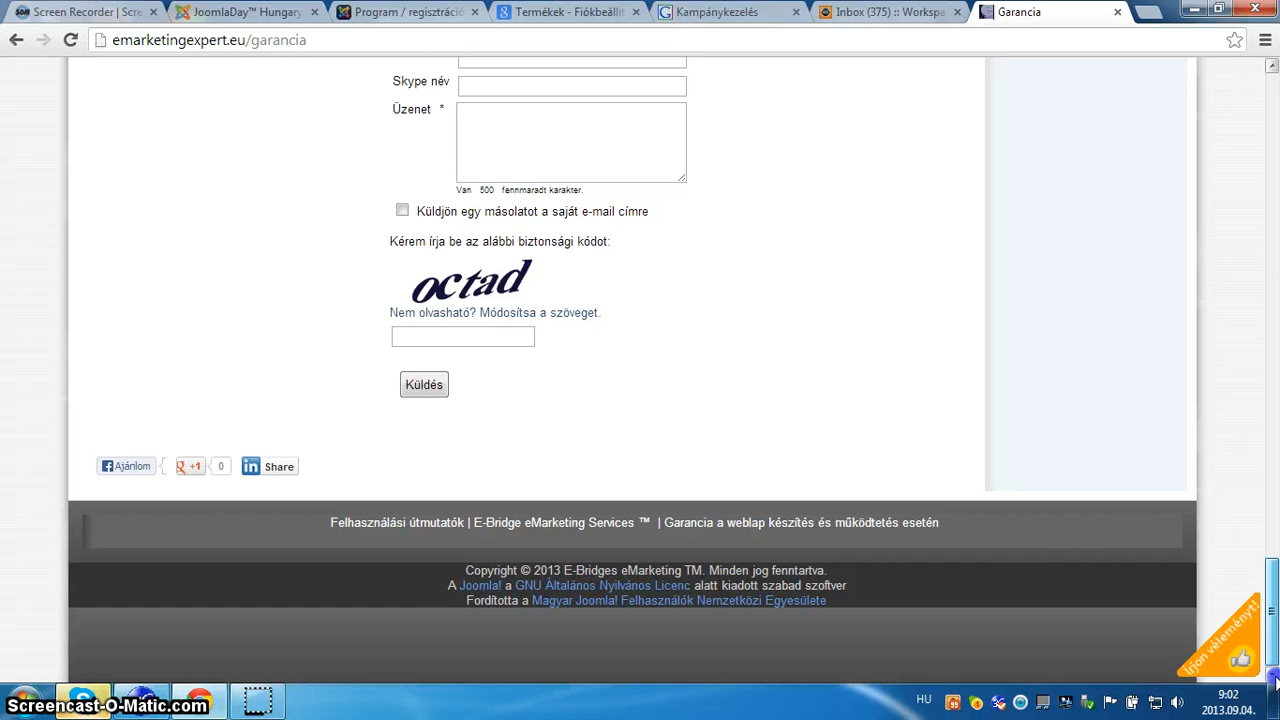 Screen Recorder | Scre
JoomlaDay™ Hungary
Program / regisztráció
Termékek - Fiókbeállít
Kampánykezelés
Inbox (375) :: Workspa
Garancia
emarketingexpert.eu/garancia
Skype név
Üzenet *
Van 500 fennmaradt karakter.
Küldjön egy másolatot a saját e-mail címre
Kérem írja be az alábbi biztonsági kódot:
octad
Nem olvasható? Módosítsa a szöveget.
Küldés
Ajánlom
g +1
0
in Share
Felhasználási útmutatók | E-Bridge eMarketing Services ™ | Garancia a weblap készítés és működtetés esetén
Copyright © 2013 E-Bridges eMarketing TM. Minden jog fenntartva.
A Joomla! a GNU Általános Nyilvános Licenc alatt kiadott szabad szoftver
Fordította a Magyar Joomla! Felhasználók Nemzetközi Egyesülete
Írjon véleményt!
Screencast-O-Matic.com
HU
9:02
2013.09.04.